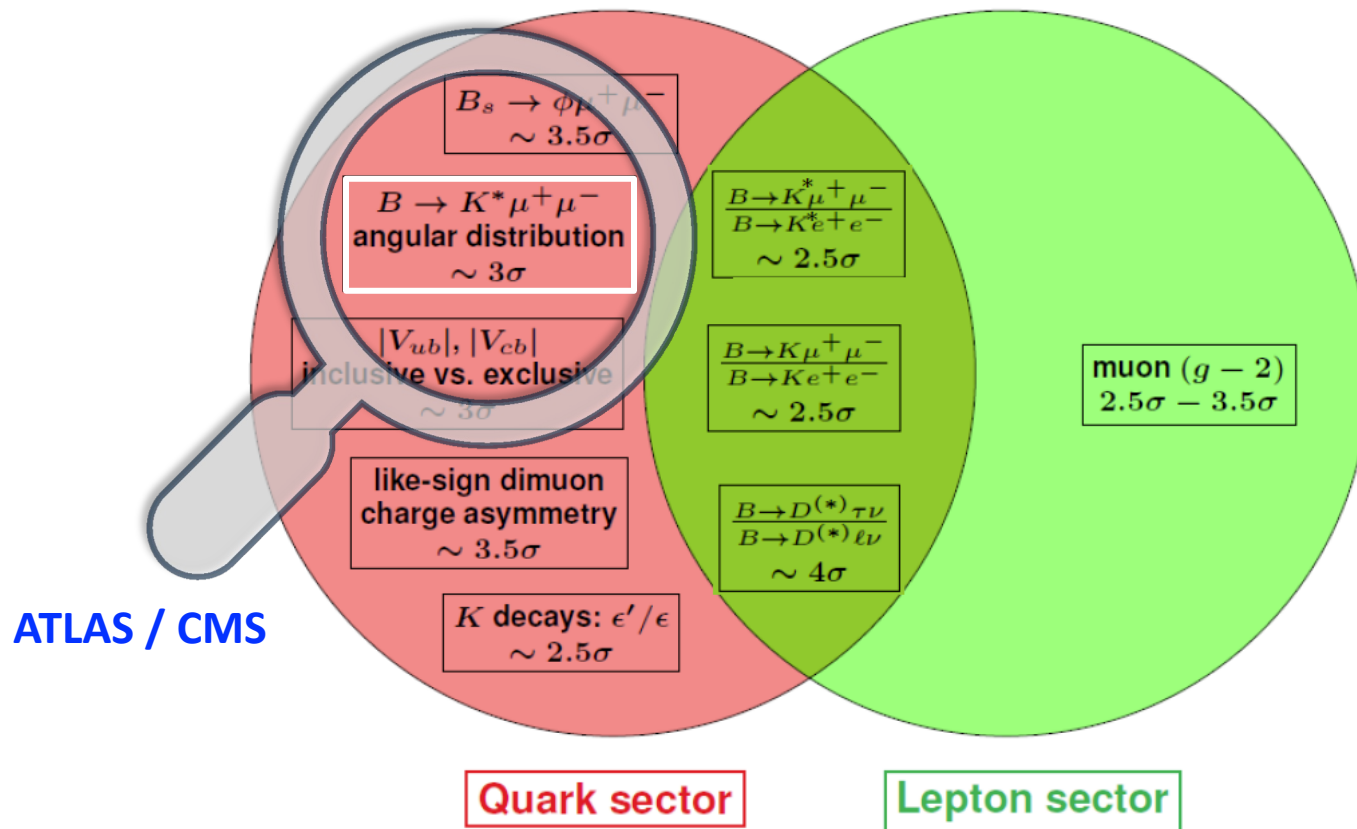 B_s → ϕμ⁺μ⁻
∼ 3.5σ
B → K*μ⁺μ⁻
angular distribution
∼ 3σ
|V_ub|, |V_cb|
inclusive vs. exclusive
∼ 3σ
like-sign dimuon
charge asymmetry
∼ 3.5σ
K decays: ϵ′/ϵ
∼ 2.5σ
B→K*μ⁺μ⁻
B→K*e⁺e⁻
∼ 2.5σ
B→Kμ⁺μ⁻
B→Ke⁺e⁻
∼ 2.5σ
B→D⁽*⁾τν
B→D⁽*⁾ℓν
∼ 4σ
muon (g − 2)
2.5σ − 3.5σ
ATLAS / CMS
Quark sector
Lepton sector